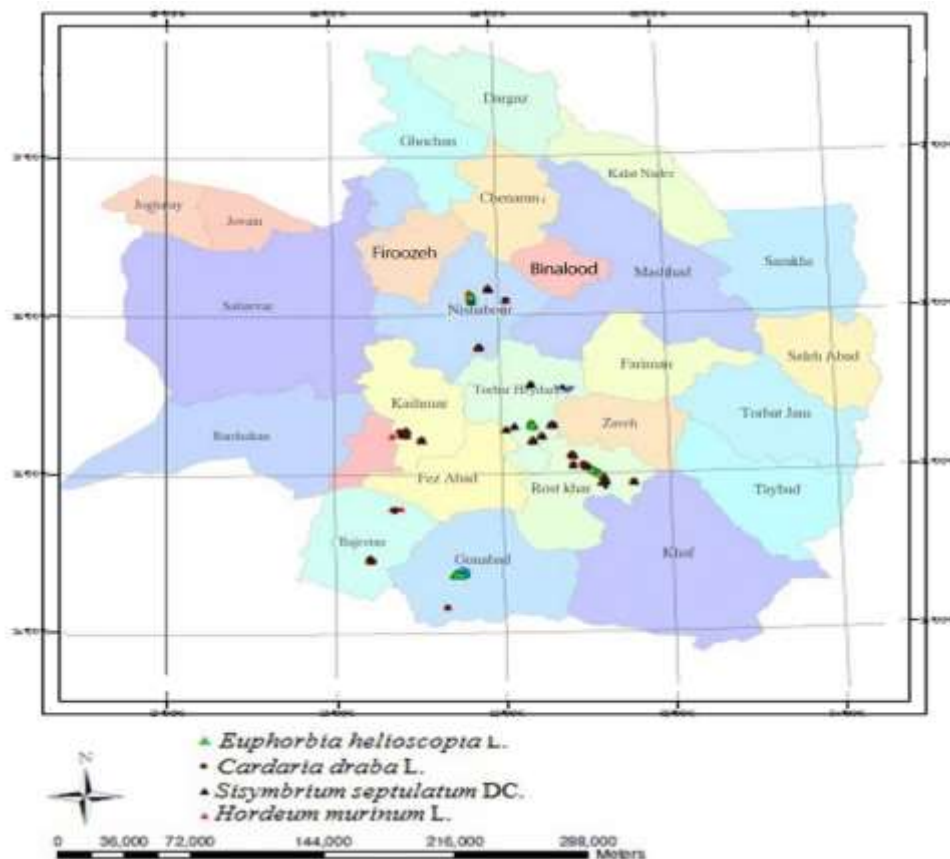 Dargaz
Ghochan
Kalat Nader
Chenaran
Joghatay
Jovain
Firoozeh
Binalood
Mashhad
Sarakhs
Sabzevar
Nishabour
Fariman
Saleh Abad
Torbat Heydari
Kashmar
Torbat Jam
Bardaskan
Zaveh
Fez Abad
Rost khar
Taybad
Bajestan
Gonabad
Khaf
N
Euphorbia helioscopia L.
Cardaria draba L.
Sisymbrium septulatum DC.
Hordeum murinum L.
0 36,000 72,000 144,000 216,000 288,000
Meters